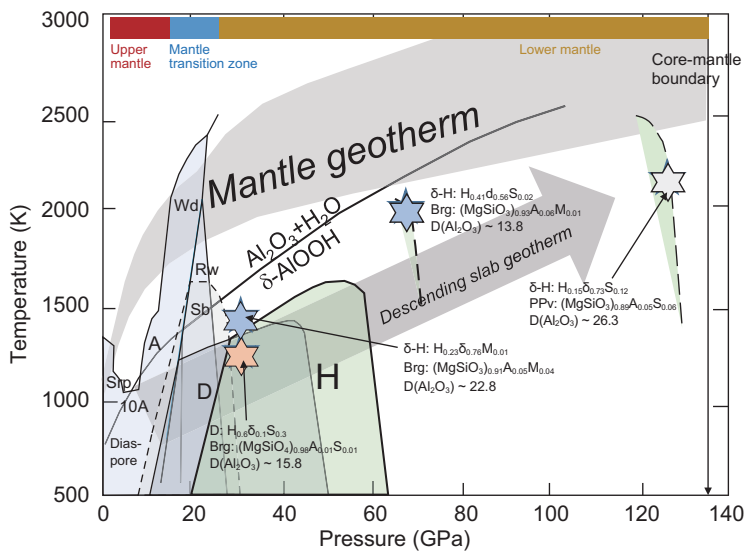 3000
2500
2000
1500
1000
500
Temperature (K)
Upper
mantle
Mantle
transition zone
Lower mantle
Core-mantle
boundary
Mantle geotherm
Al₂O₃+H₂O
δ-AlOOH
Descending slab geotherm
Wd
Rw
Sb
A
Srp
10A
Dias-
pore
D
H
δ-H: H₀.₄₁d₀.₅₆S₀.₀₂
Brg: (MgSiO₃)₀.₉₃A₀.₀₆M₀.₀₁
D(Al₂O₃) ~ 13.8
δ-H: H₀.₁₅δ₀.₇₃S₀.₁₂
PPv: (MgSiO₃)₀.₈₉A₀.₀₅S₀.₀₆
D(Al₂O₃) ~ 26.3
δ-H: H₀.₂₃δ₀.₇₆M₀.₀₁
Brg: (MgSiO₃)₀.₉₁A₀.₀₅M₀.₀₄
D(Al₂O₃) ~ 22.8
D: H₀.₆δ₀.₁S₀.₃
Brg: (MgSiO₄)₀.₉₈A₀.₀₁S₀.₀₁
D(Al₂O₃) ~ 15.8
0
20
40
60
80
100
120
140
Pressure (GPa)